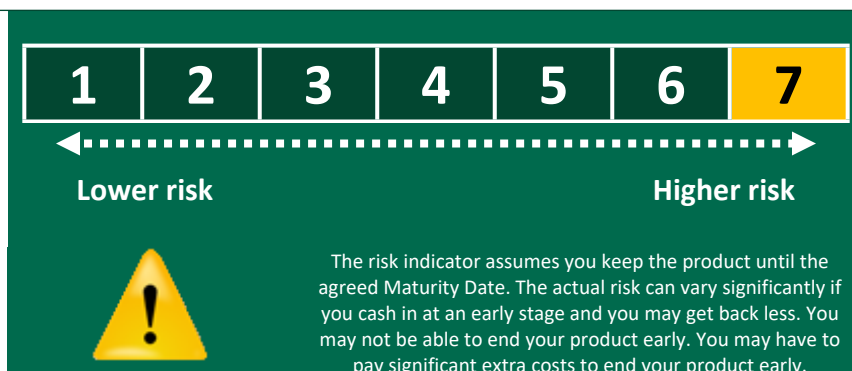 1 2 3 4 5 6 7
Lower risk Higher risk
!
The risk indicator assumes you keep the product until the
agreed Maturity Date. The actual risk can vary significantly if
you cash in at an early stage and you may get back less. You
may not be able to end your product early. You may have to
pay significant extra costs to end your product early.